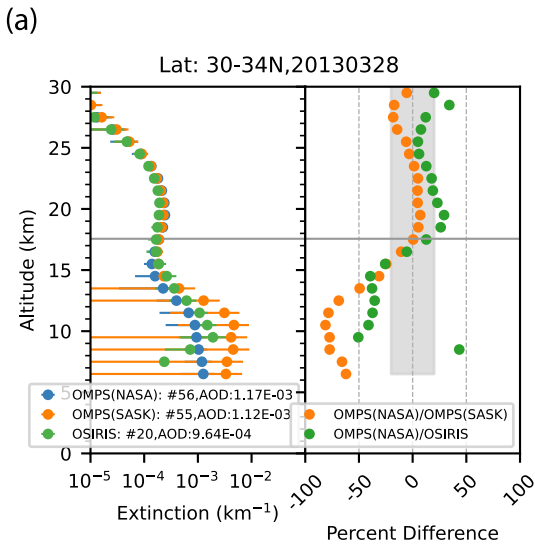 (a)
Lat: 30-34N,20130328
30
25
20
15
10
5
0
Altitude (km)
OMPS(NASA): #56,AOD:1.17E-03
OMPS(SASK): #55,AOD:1.12E-03
OSIRIS: #20,AOD:9.64E-04
OMPS(NASA)/OMPS(SASK)
OMPS(NASA)/OSIRIS
10⁻⁵ 10⁻⁴ 10⁻³ 10⁻² 10⁻¹
Extinction (km⁻¹)
-100 -50 0 50 100
Percent Difference